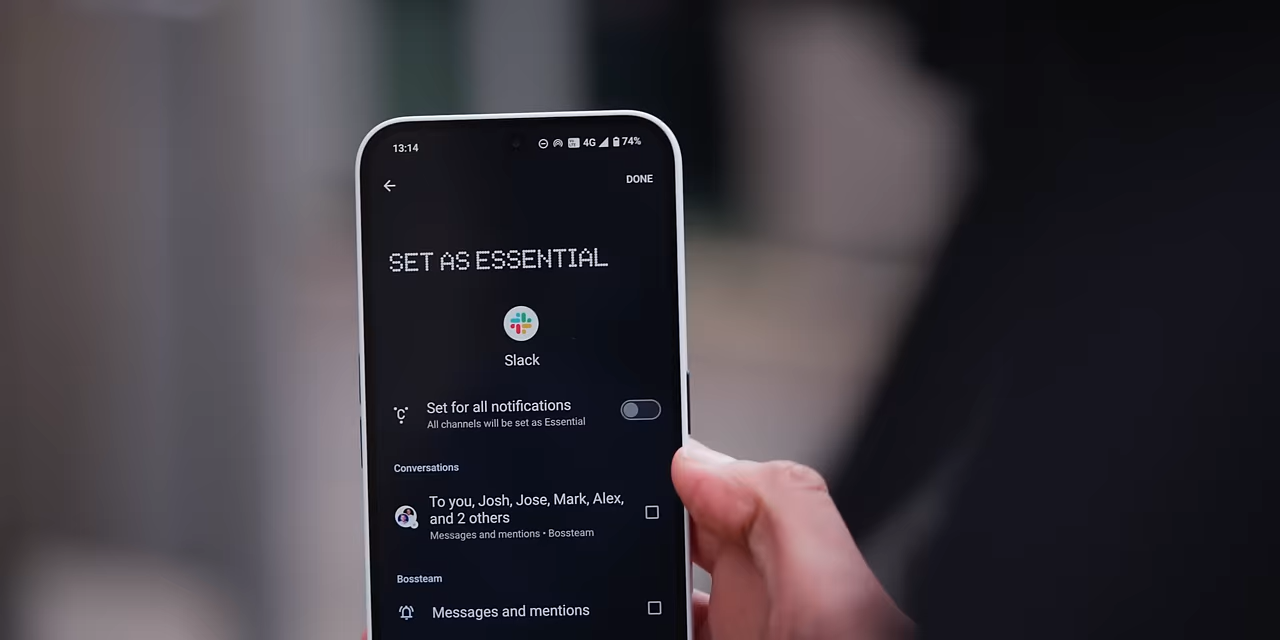 13:14 4G 74%
DONE
SET AS ESSENTIAL
Slack
Set for all notifications
All channels will be set as Essential
Conversations
To you, Josh, Jose, Mark, Alex,
and 2 others
Messages and mentions • Bossteam
Bossteam
Messages and mentions